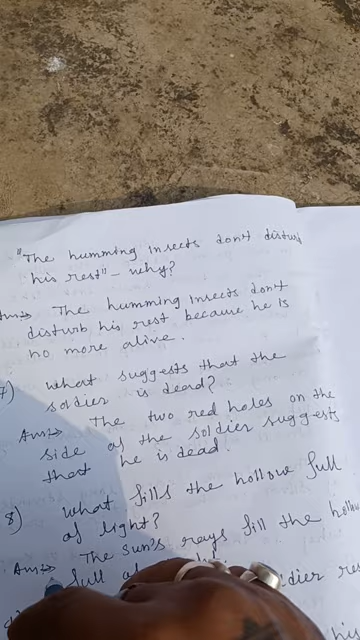 "The humming insects don't disturb
his rest" – why?
Ans:- The humming insects don't
disturb his rest because he is
no more alive.
7) What suggests that the
soldier is dead?
Ans:- The two red holes on the
side of the soldier suggests
that he is dead.
8) What fills the hollow full
of light?
Ans:- The sun's rays fill the hollow
full of